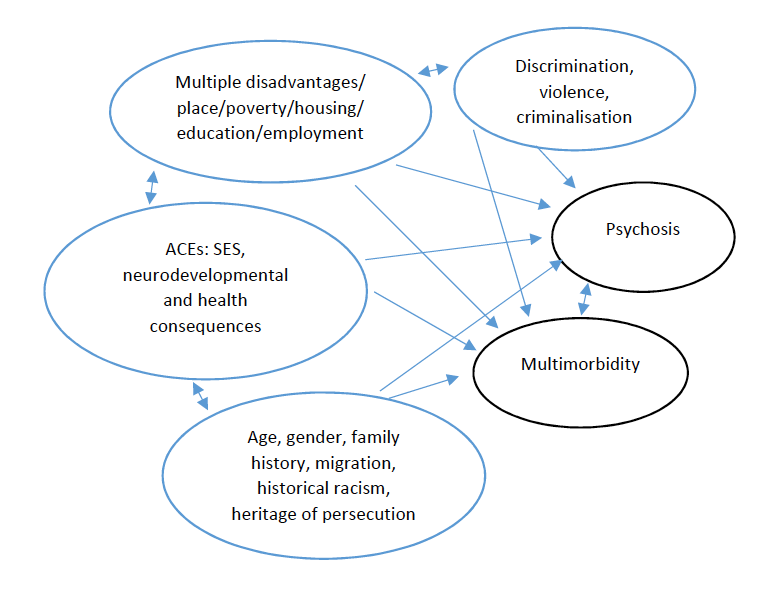 Multiple disadvantages/
place/poverty/housing/
education/employment
Discrimination,
violence,
criminalisation
Psychosis
ACEs: SES,
neurodevelopmental
and health
consequences
Multimorbidity
Age, gender, family
history, migration,
historical racism,
heritage of persecution